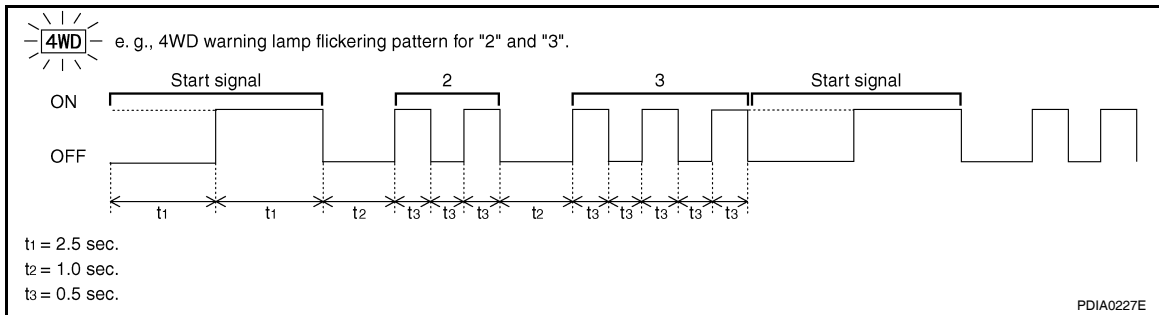 4WD e. g., 4WD warning lamp flickering pattern for "2" and "3".
Start signal 2 3 Start signal
ON
OFF
t1 t1 t2 t3 t3 t3 t2 t3 t3 t3 t3 t3
t1 = 2.5 sec.
t2 = 1.0 sec.
t3 = 0.5 sec.
PDIA0227E